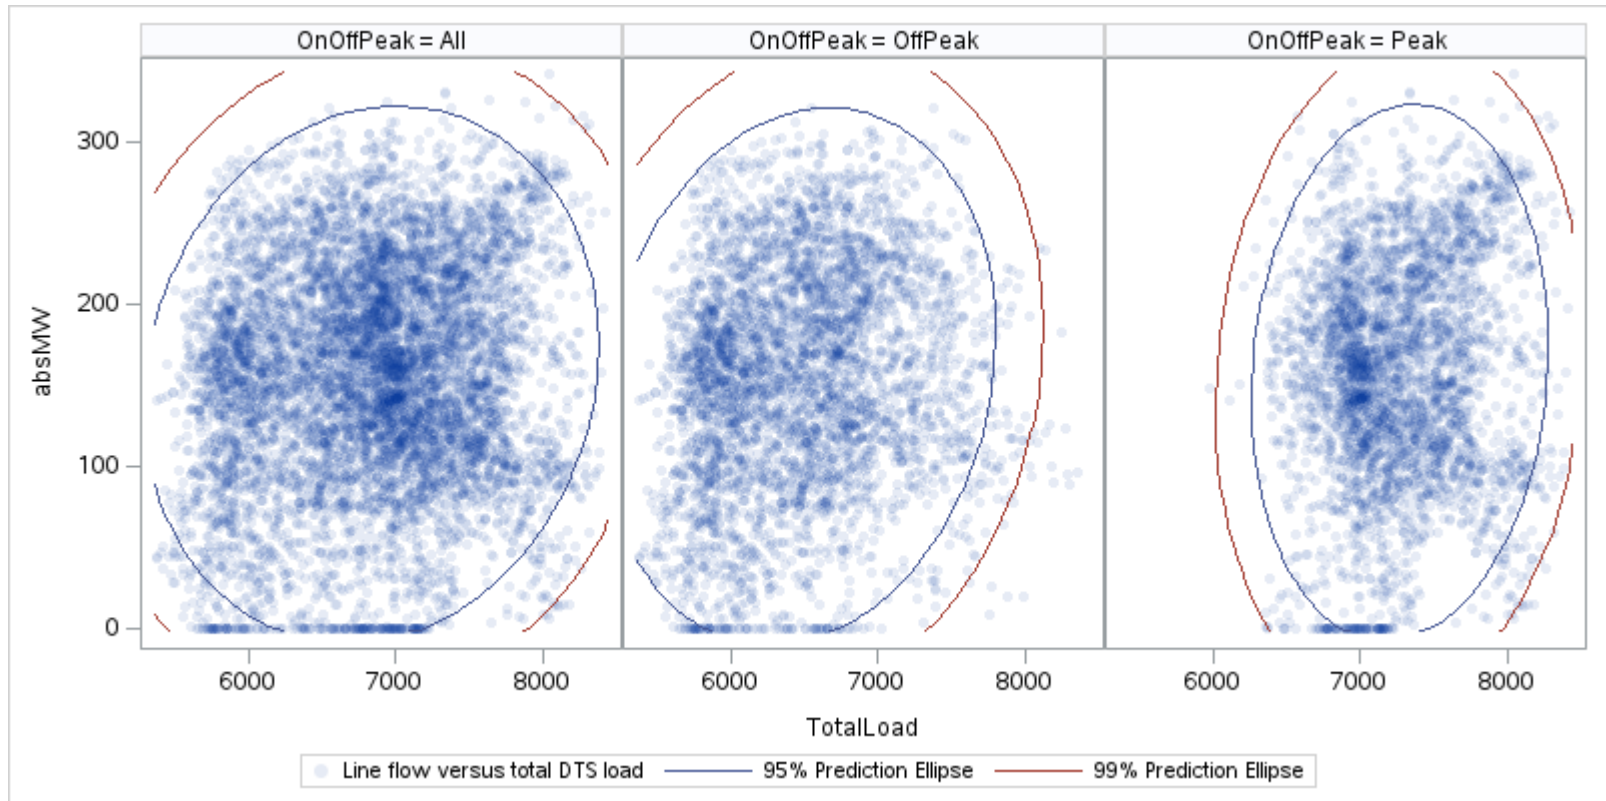 OnOffPeak = All
OnOffPeak = OffPeak
OnOffPeak = Peak
absMW
300
200
100
0
6000 7000 8000
6000 7000 8000
6000 7000 8000
TotalLoad
Line flow versus total DTS load 95% Prediction Ellipse 99% Prediction Ellipse